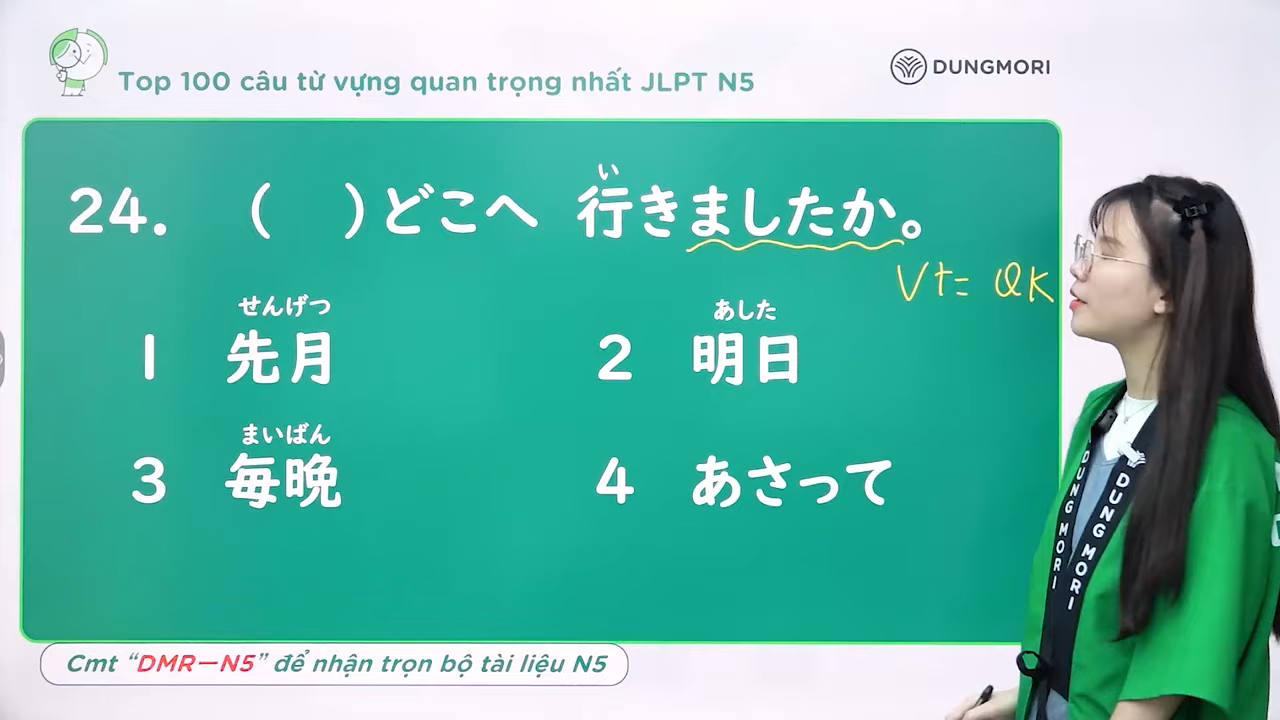 Top 100 câu từ vựng quan trọng nhất JLPT N5
DUNGMORI
24. ( )どこへ 行きましたか。
い
Vt= QK
せんげつ
1 先月
あした
2 明日
まいばん
3 毎晩
4 あさって
DUNG MORI
DUNG MORI
Cmt “DMR—N5” để nhận trọn bộ tài liệu N5